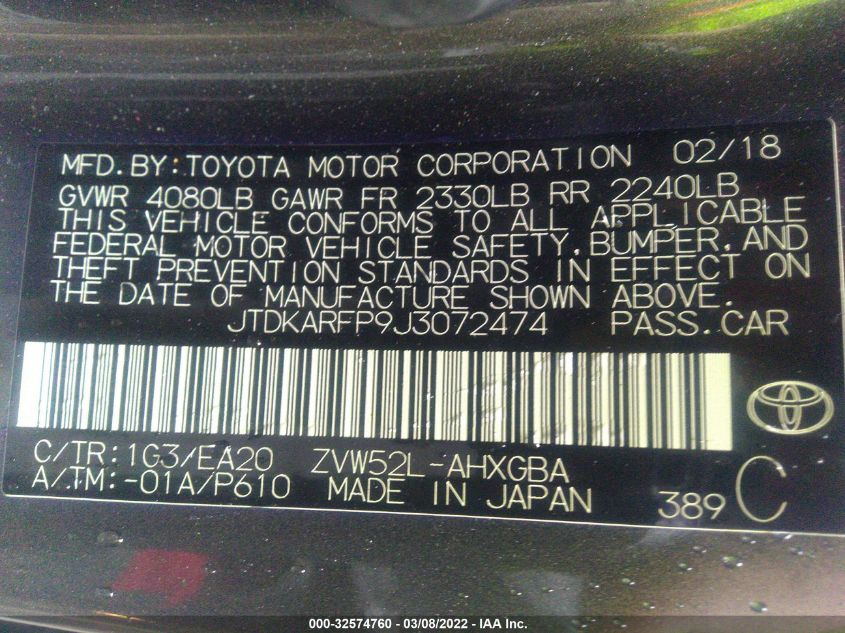 MFD.BY:TOYOTA MOTOR CORPORATION 02/18
GVWR 4080LB GAWR FR 2330LB RR 2240LB
THIS VEHICLE CONFORMS TO ALL APPLICABLE
FEDERAL MOTOR VEHICLE SAFETY,BUMPER,AND
THEFT PREVENTION STANDARDS IN EFFECT ON
THE DATE OF MANUFACTURE SHOWN ABOVE.
JTDKARFP9J3072474 PASS.CAR
C/TR:1G3/EA20 ZVW52L-AHXGBA C
A/TM:-01A/P610 MADE IN JAPAN 389
000-32574760 - 03/08/2022 - IAA Inc.